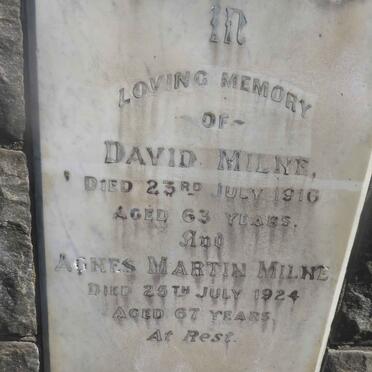 In
LOVING MEMORY
OF
DAVID MILNE,
DIED 23RD JULY 1916
AGED 63 YEARS.
And
AGNES MARTIN MILNE
DIED 25TH JULY 1924
AGED 67 YEARS.
At Rest.